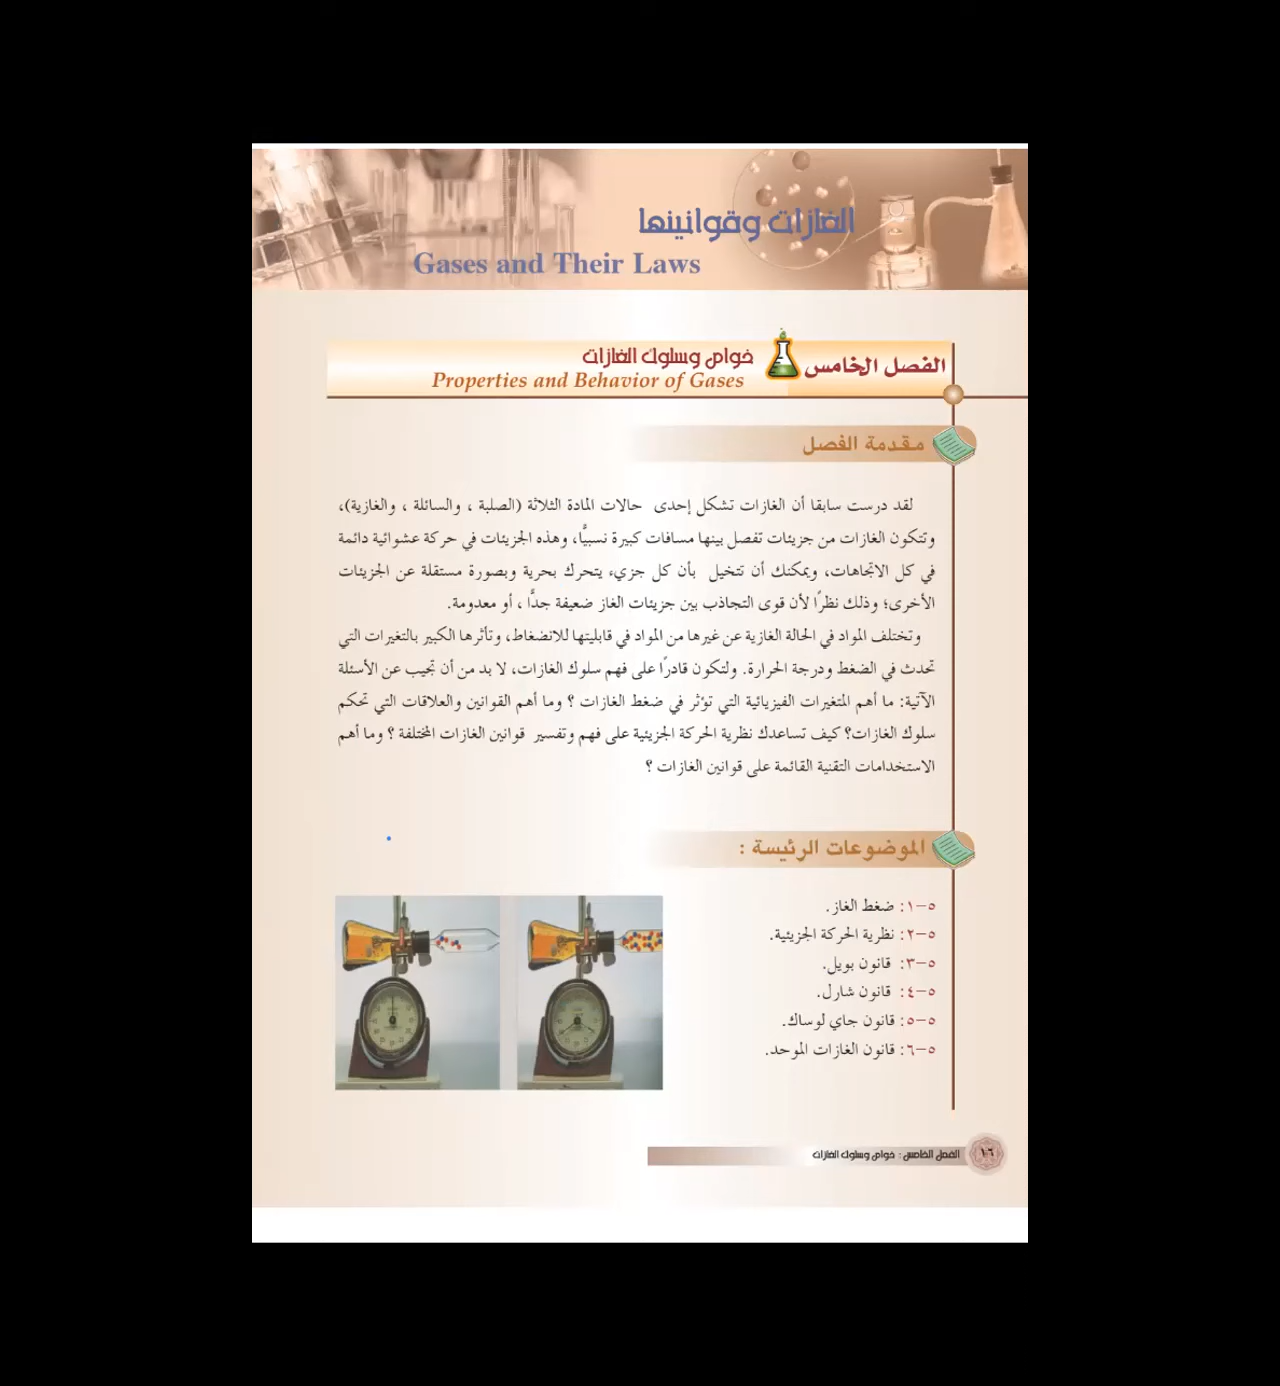 الغازات وقوانينها
Gases and Their Laws
الفصل الخامس
خواص وسلوك الغازات
Properties and Behavior of Gases
مقدمة الفصل
لقد درست سابقا أن الغازات تشكل إحدى حالات المادة الثلاثة (الصلبة ، والسائلة ، والغازية)،
وتتكون الغازات من جزيئات تفصل بينها مسافات كبيرة نسبيًّا، وهذه الجزيئات في حركة عشوائية دائمة
في كل الاتجاهات، ويمكنك أن تتخيل بأن كل جزيء يتحرك بحرية وبصورة مستقلة عن الجزيئات
الأخرى؛ وذلك نظرًا لأن قوى التجاذب بين جزيئات الغاز ضعيفة جدًّا ، أو معدومة.
وتختلف المواد في الحالة الغازية عن غيرها من المواد في قابليتها للانضغاط، وتأثرها الكبير بالتغيرات التي
تحدث في الضغط ودرجة الحرارة. ولتكون قادرًا على فهم سلوك الغازات، لا بد من أن تجيب عن الأسئلة
الآتية: ما أهم المتغيرات الفيزيائية التي تؤثر في ضغط الغازات ؟ وما أهم القوانين والعلاقات التي تحكم
سلوك الغازات؟ كيف تساعدك نظرية الحركة الجزيئية على فهم وتفسير قوانين الغازات المختلفة ؟ وما أهم
الاستخدامات التقنية القائمة على قوانين الغازات ؟
الموضوعات الرئيسة :
٥-١: ضغط الغاز.
٥-٢: نظرية الحركة الجزيئية.
٥-٣: قانون بويل.
٥-٤: قانون شارل.
٥-٥: قانون جاي لوساك.
٥-٦: قانون الغازات الموحد.
١٦
الفصل الخامس : خواص وسلوك الغازات